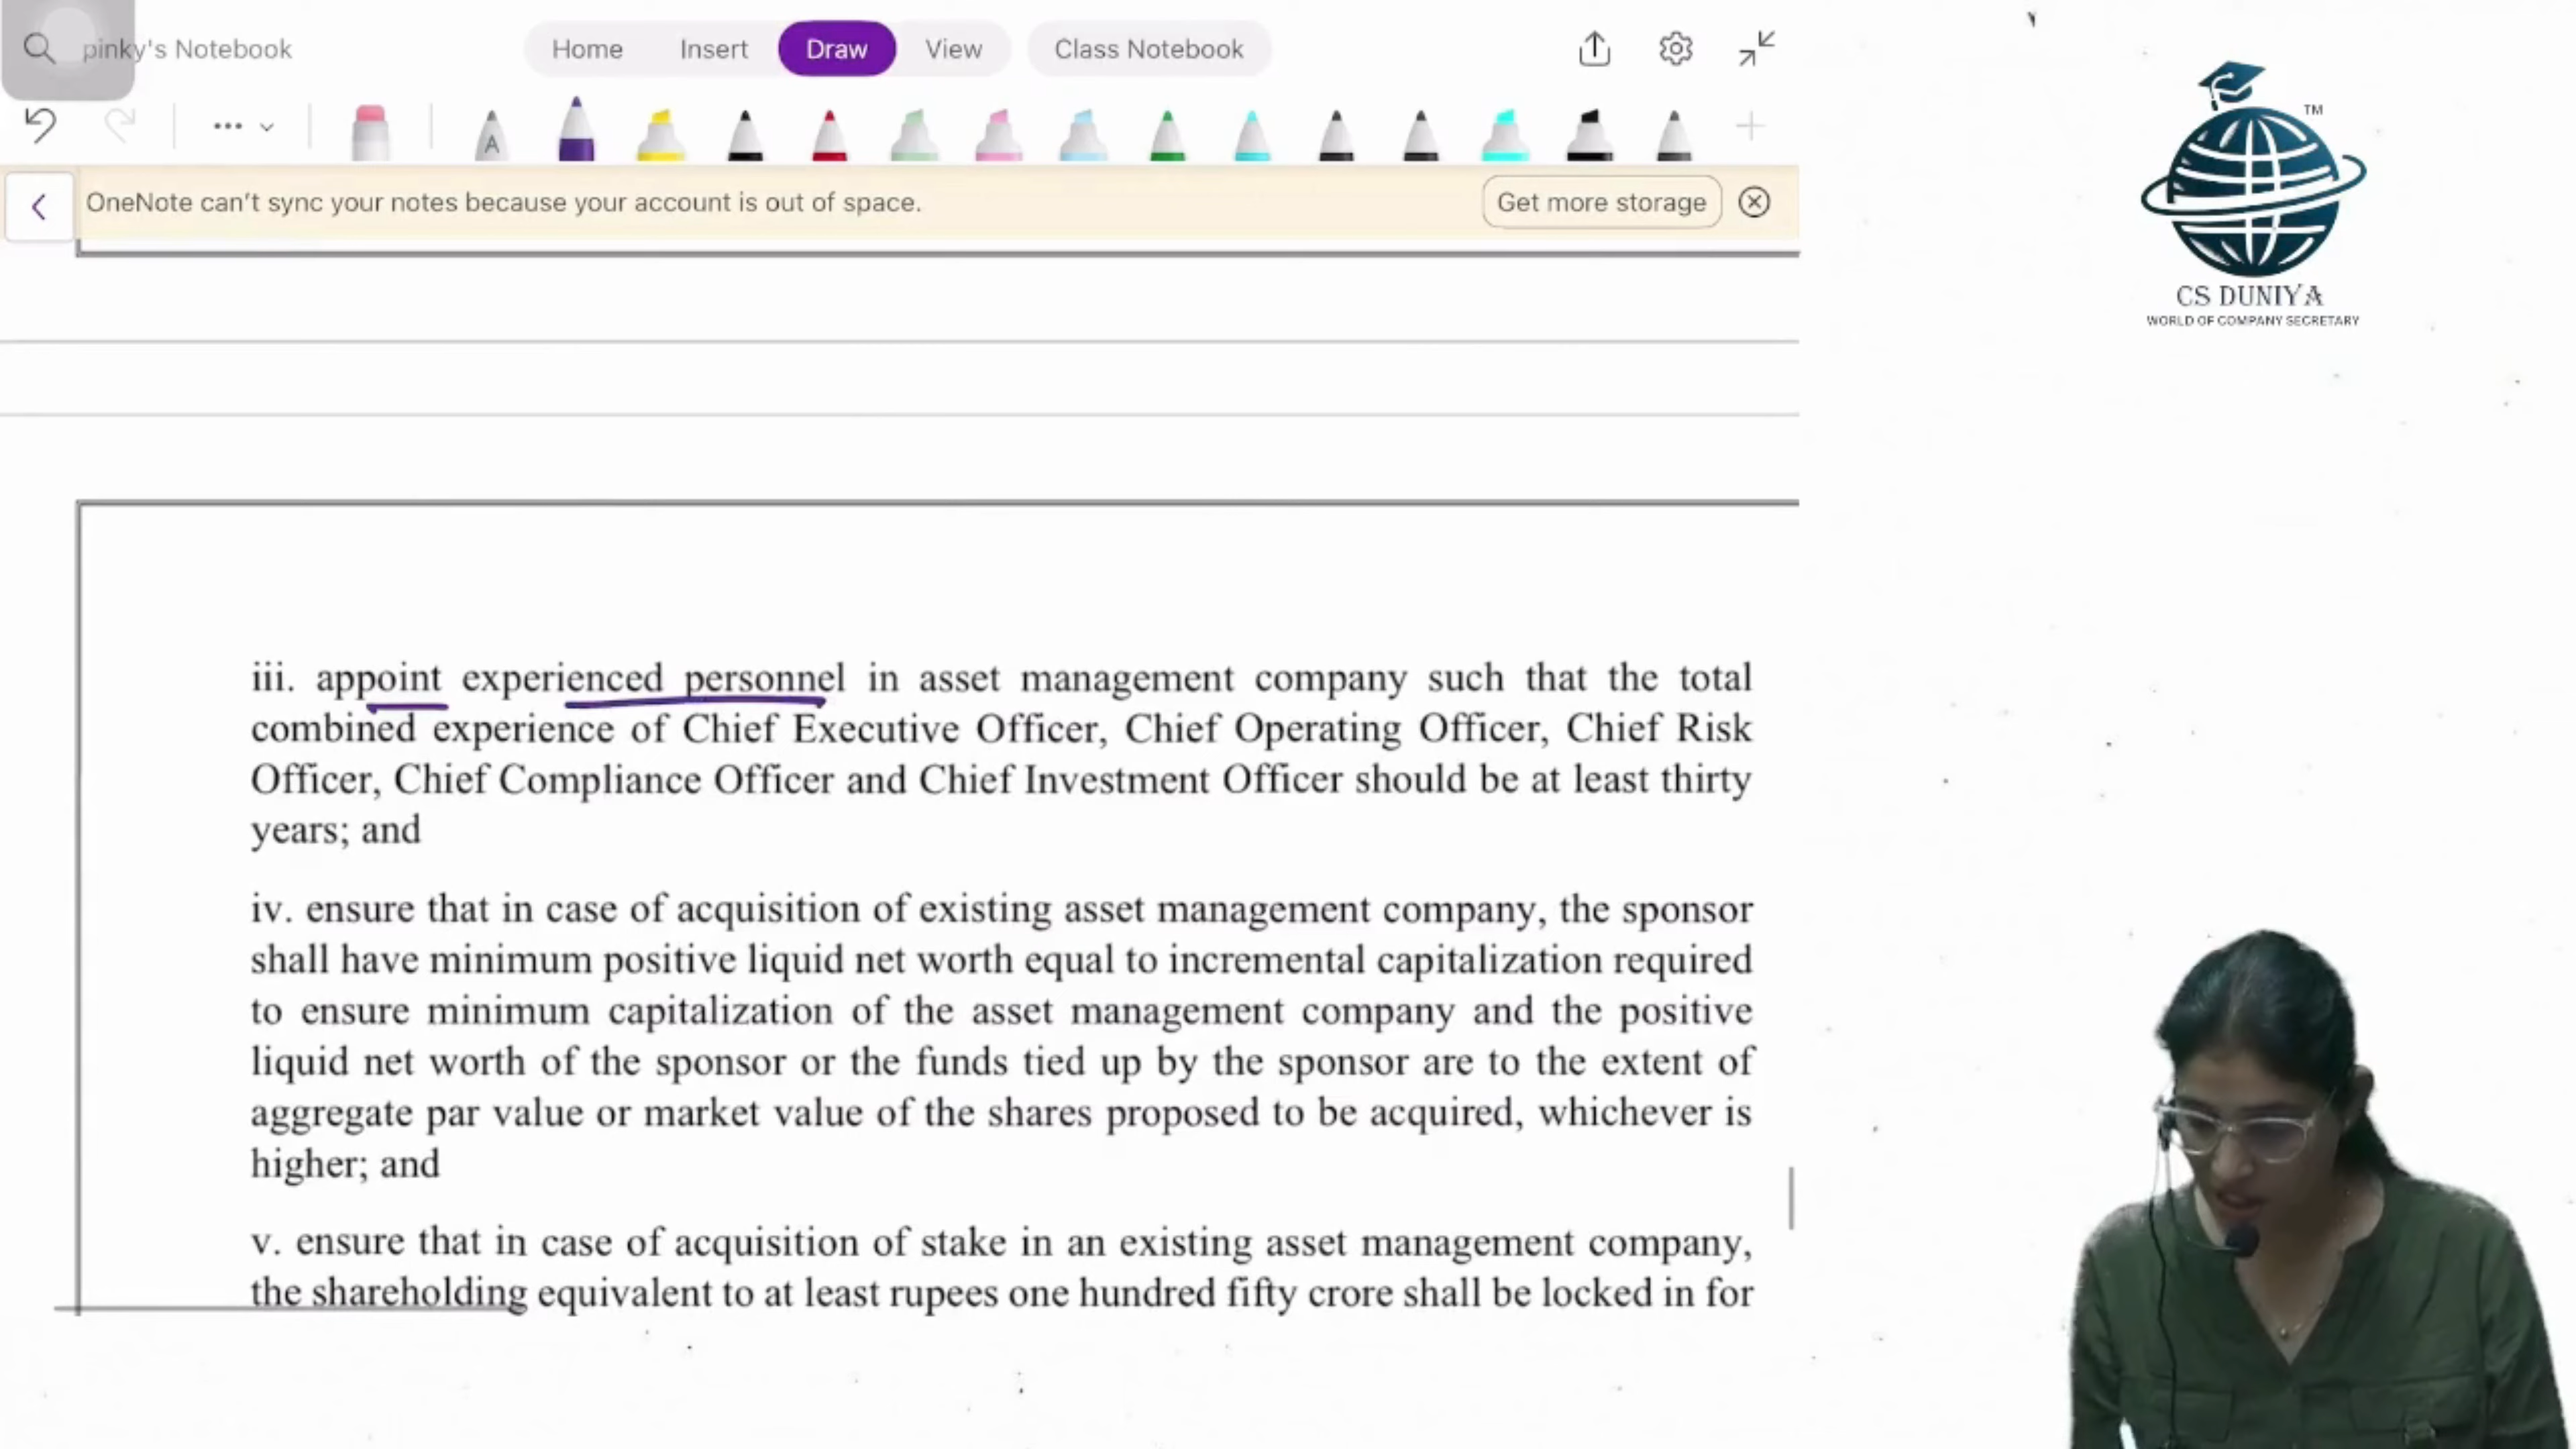 pinky's Notebook
Home Insert Draw View Class Notebook
A
OneNote can't sync your notes because your account is out of space.
Get more storage
TM
CS DUNIYA
WORLD OF COMPANY SECRETARY
iii. appoint experienced personnel in asset management company such that the total
combined experience of Chief Executive Officer, Chief Operating Officer, Chief Risk
Officer, Chief Compliance Officer and Chief Investment Officer should be at least thirty
years; and
iv. ensure that in case of acquisition of existing asset management company, the sponsor
shall have minimum positive liquid net worth equal to incremental capitalization required
to ensure minimum capitalization of the asset management company and the positive
liquid net worth of the sponsor or the funds tied up by the sponsor are to the extent of
aggregate par value or market value of the shares proposed to be acquired, whichever is
higher; and
v. ensure that in case of acquisition of stake in an existing asset management company,
the shareholding equivalent to at least rupees one hundred fifty crore shall be locked in for